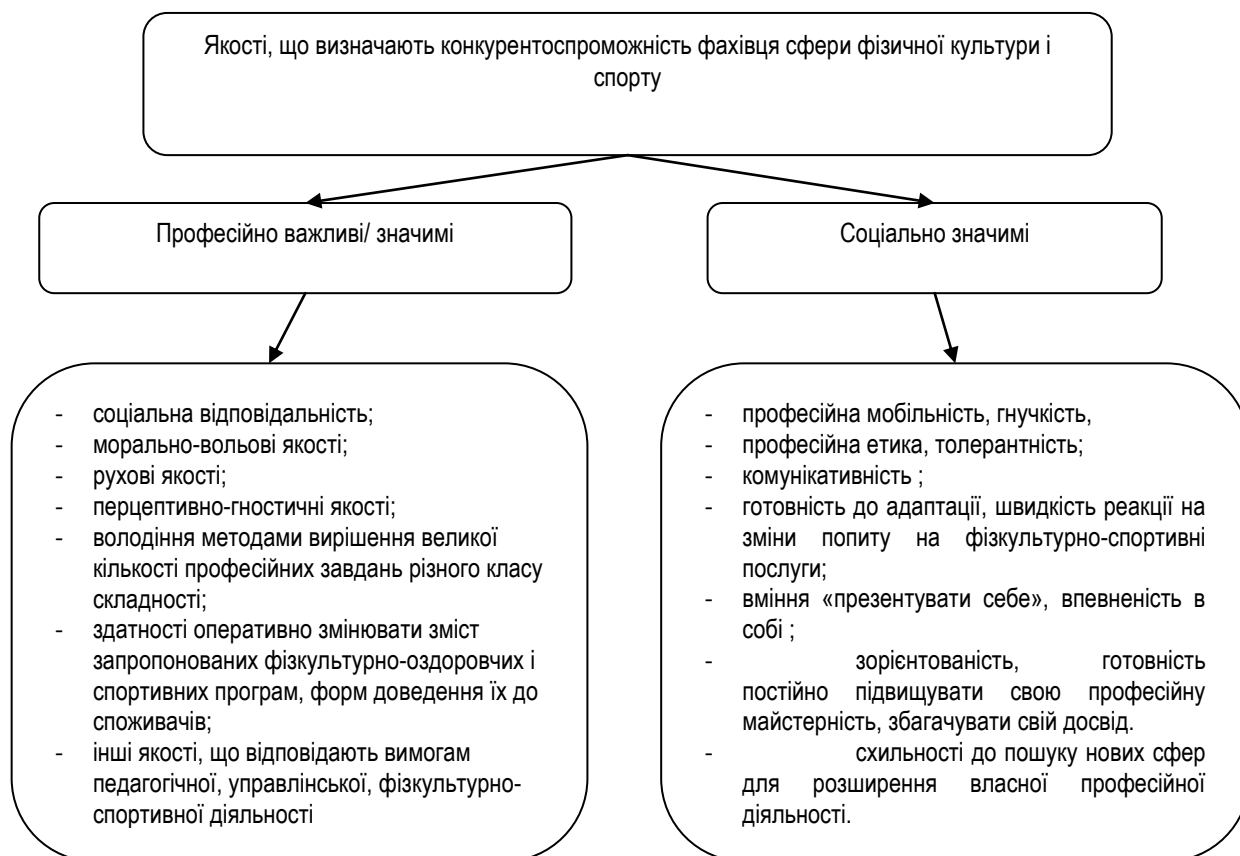 Якості, що визначають конкурентоспроможність фахівця сфери фізичної культури і
спорту
Професійно важливі/ значимі
Соціально значимі
- соціальна відповідальність;
- морально-вольові якості;
- рухові якості;
- перцептивно-гностичні якості;
- володіння методами вирішення великої
кількості професійних завдань різного класу
складності;
- здатності оперативно змінювати зміст
запропонованих фізкультурно-оздоровчих і
спортивних програм, форм доведення їх до
споживачів;
- інші якості, що відповідають вимогам
педагогічної, управлінської, фізкультурно-
спортивної діяльності
- професійна мобільність, гнучкість,
- професійна етика, толерантність;
- комунікативність ;
- готовність до адаптації, швидкість реакції на
зміни попиту на фізкультурно-спортивні
послуги;
- вміння «презентувати себе», впевненість в
собі ;
- зорієнтованість, готовність
постійно підвищувати свою професійну
майстерність, збагачувати свій досвід.
- схильності до пошуку нових сфер
для розширення власної професійної
діяльності.